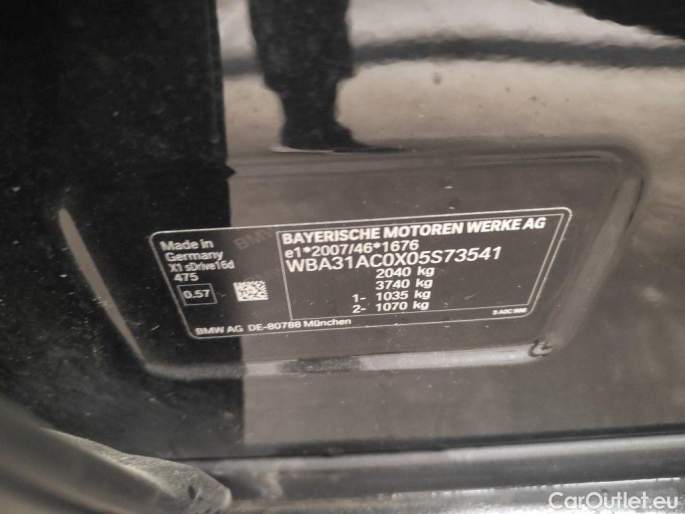 BAYERISCHE MOTOREN WERKE AG
e1*2007/46*1676
WBA31AC0X05S73541
2040 kg
3740 kg
1- 1035 kg
2- 1070 kg
Made in
Germany
X1 sDrive16d
475
0.57
BMW AG DE-80788 München
CarOutlet.eu